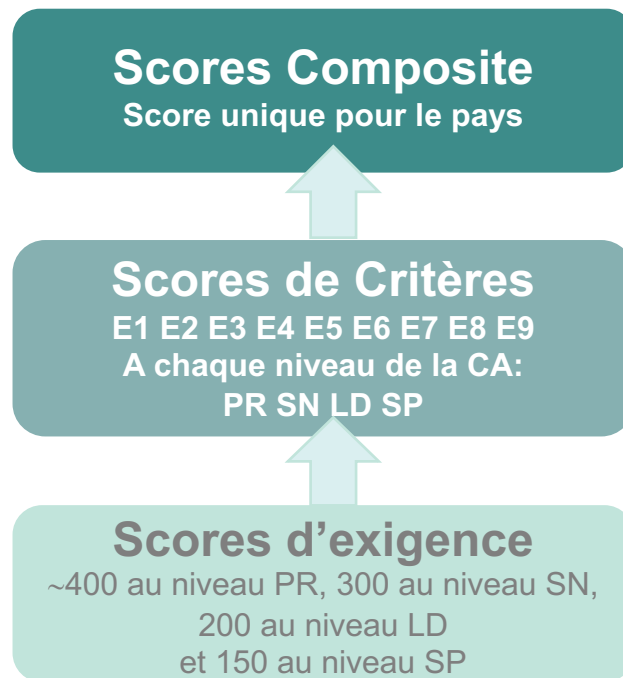 Scores Composite
Score unique pour le pays
Scores de Critères
E1 E2 E3 E4 E5 E6 E7 E8 E9
A chaque niveau de la CA:
PR SN LD SP
Scores d’exigence
~400 au niveau PR, 300 au niveau SN,
200 au niveau LD
et 150 au niveau SP